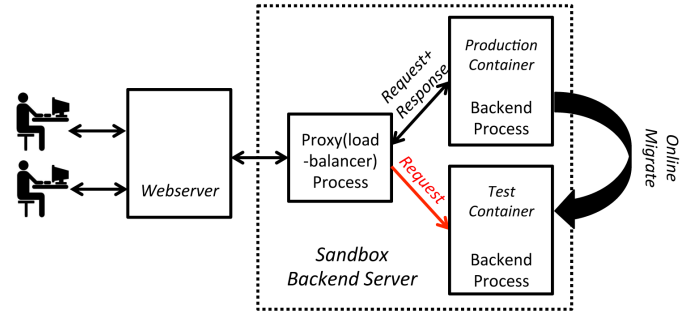 Webserver
Proxy(load
-balancer)
Process
Request+
Response
Request
Production
Container
Backend
Process
Test
Container
Backend
Process
Online
Migrate
Sandbox
Backend Server